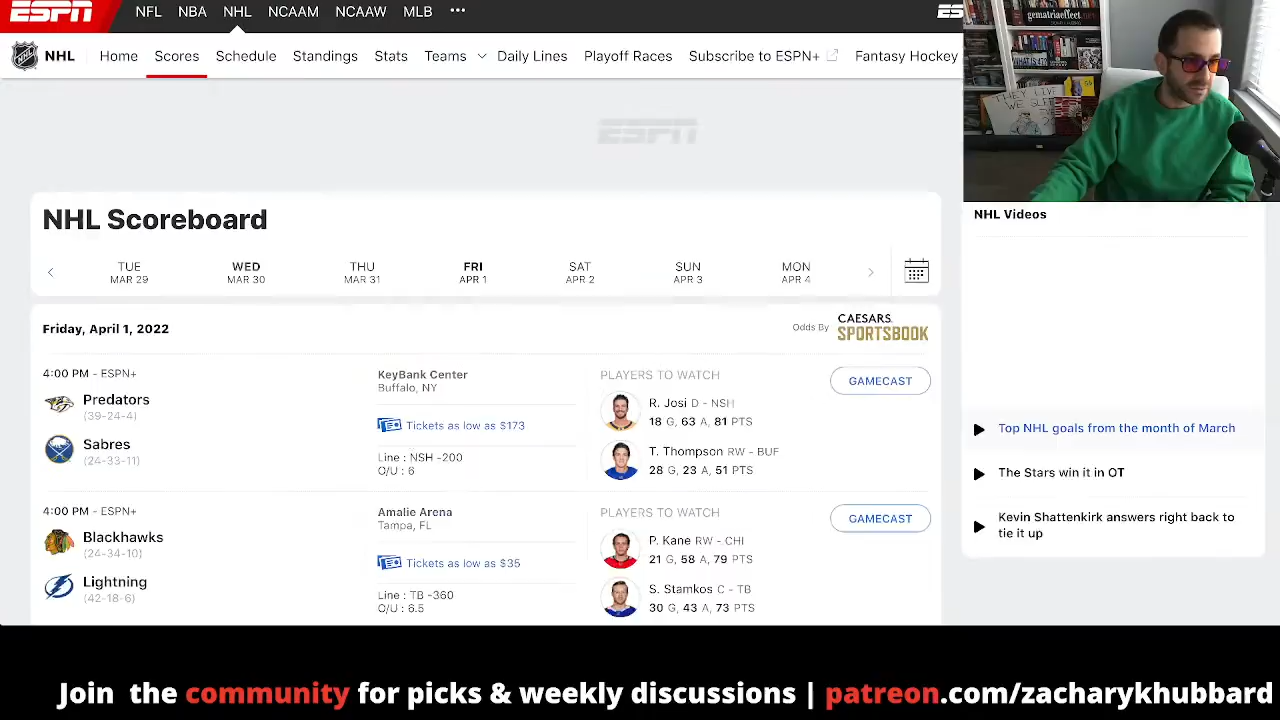 ESPN NFL NBA NHL NCAAM NCAAW MLB •••
NHL Home Scores Schedule Standings Stats Teams Daily Lines Playoff Races Subscribe to ESPN+ Fantasy Hockey
gematriaeffect.net
THEY LIVE
WE SLEEP
ESPN
NHL Scoreboard
NHL Videos
TUE
MAR 29
WED
MAR 30
THU
MAR 31
FRI
APR 1
SAT
APR 2
SUN
APR 3
MON
APR 4
Friday, April 1, 2022
Odds By CAESARS SPORTSBOOK
4:00 PM - ESPN+
Predators
(39-24-4)
Sabres
(24-33-11)
KeyBank Center
Buffalo, NY
Tickets as low as $173
Line : NSH -200
O/U : 6
PLAYERS TO WATCH
R. Josi D - NSH
18 G, 63 A, 81 PTS
T. Thompson RW - BUF
28 G, 23 A, 51 PTS
GAMECAST
4:00 PM - ESPN+
Blackhawks
(24-34-10)
Lightning
(42-18-6)
Amalie Arena
Tampa, FL
Tickets as low as $35
Line : TB -360
O/U : 6.5
PLAYERS TO WATCH
P. Kane RW - CHI
21 G, 58 A, 79 PTS
S. Stamkos C - TB
30 G, 43 A, 73 PTS
GAMECAST
Top NHL goals from the month of March
The Stars win it in OT
Kevin Shattenkirk answers right back to
tie it up
Join the community for picks & weekly discussions | patreon.com/zacharykhubbard